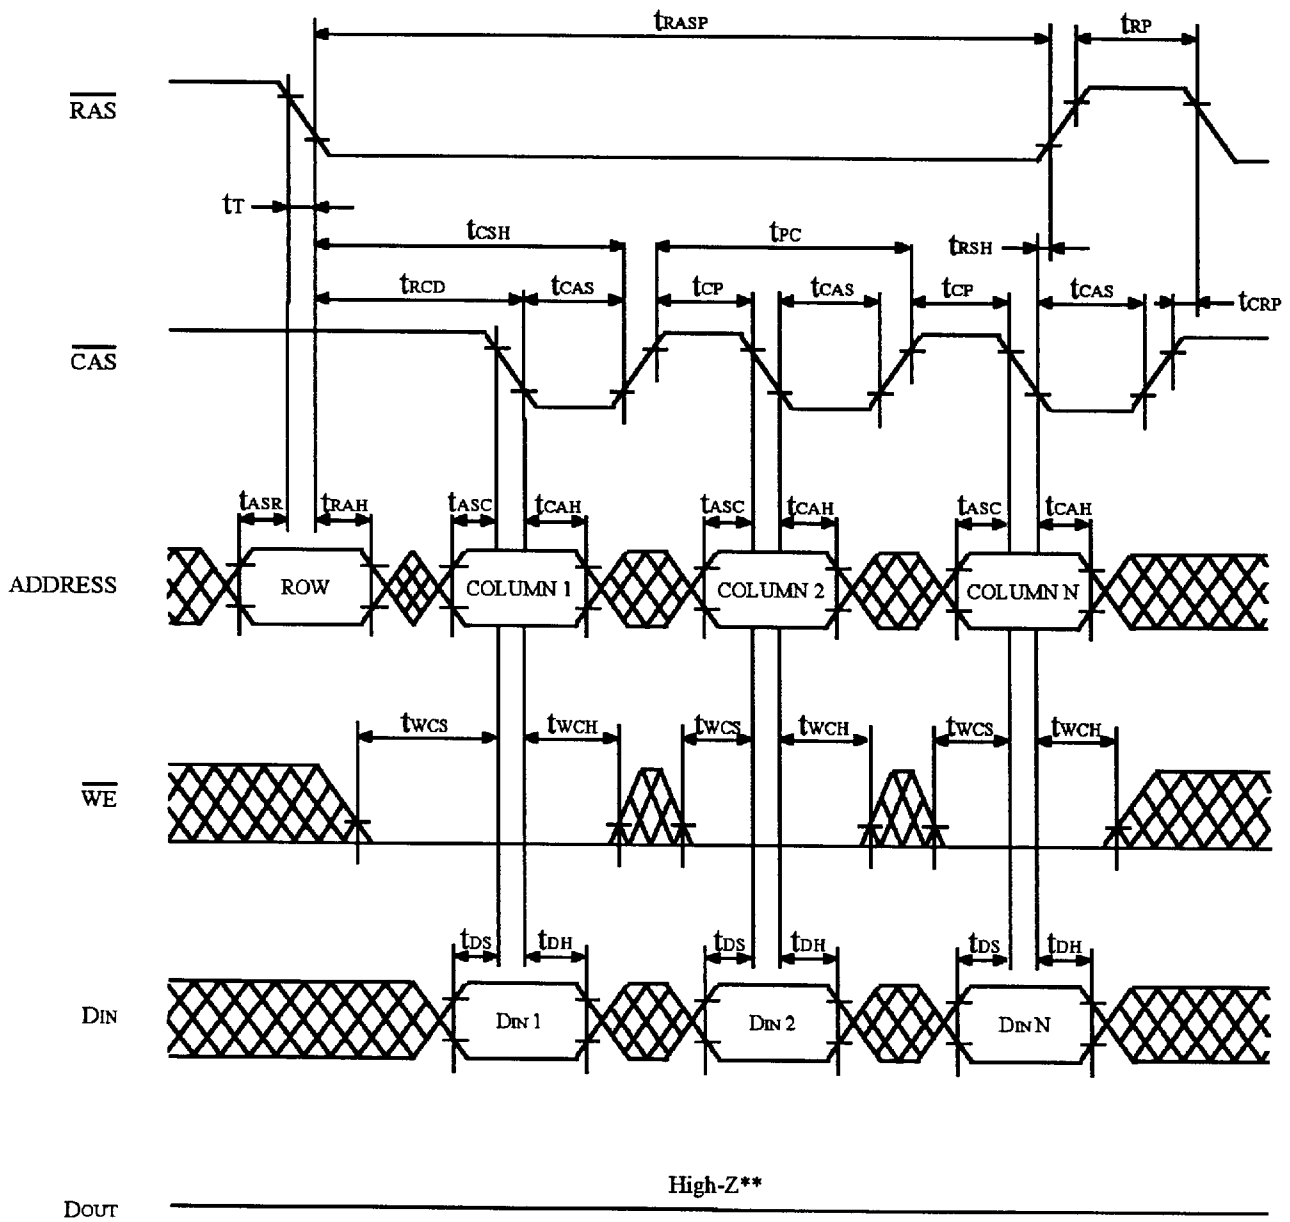 tRASP tRP
RAS
tT
tCSH tPC tRSH
tRCD tCAS tCP tCAS tCP tCAS tCRP
CAS
tASR tRAH tASC tCAH tASC tCAH tASC tCAH
ADDRESS ROW COLUMN 1 COLUMN 2 COLUMN N
tWCS tWCH tWCS tWCH tWCS tWCH
WE
tDS tDH tDS tDH tDS tDH
DIN DIN 1 DIN 2 DIN N
High-Z**
DOUT